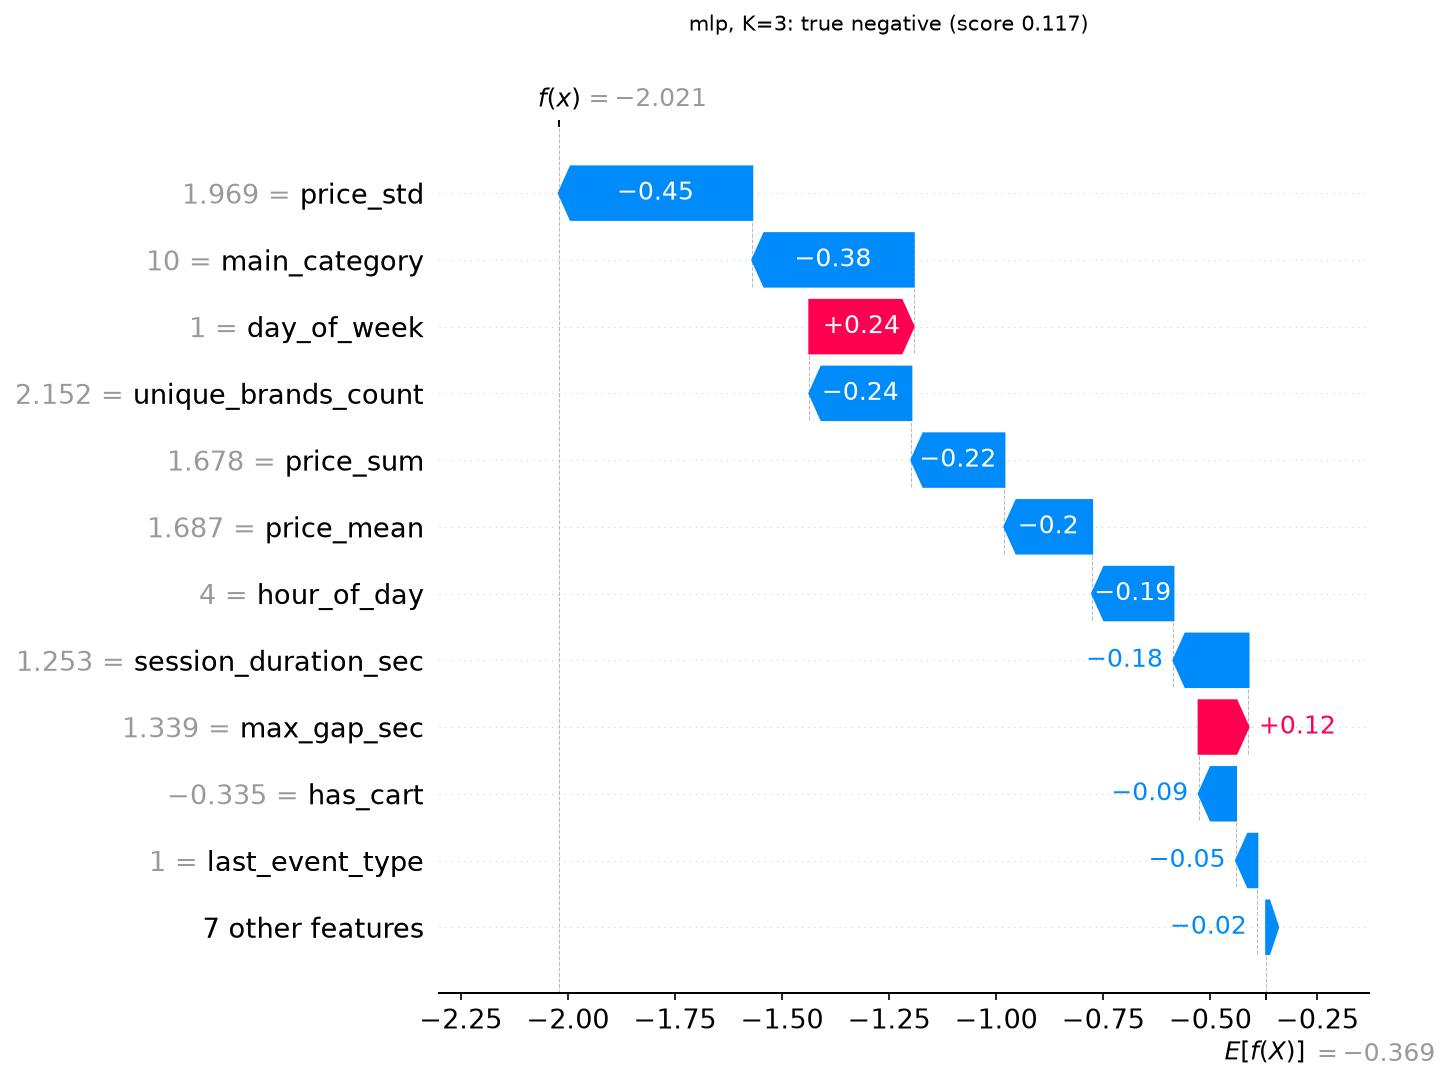 mlp, K=3: true negative (score 0.117)
f(x) = −2.021
1.969 = price_std −0.45
10 = main_category −0.38
1 = day_of_week +0.24
2.152 = unique_brands_count −0.24
1.678 = price_sum −0.22
1.687 = price_mean −0.2
4 = hour_of_day −0.19
1.253 = session_duration_sec −0.18
1.339 = max_gap_sec +0.12
−0.335 = has_cart −0.09
1 = last_event_type −0.05
7 other features −0.02
−2.25 −2.00 −1.75 −1.50 −1.25 −1.00 −0.75 −0.50 −0.25
E[f(X)] = −0.369